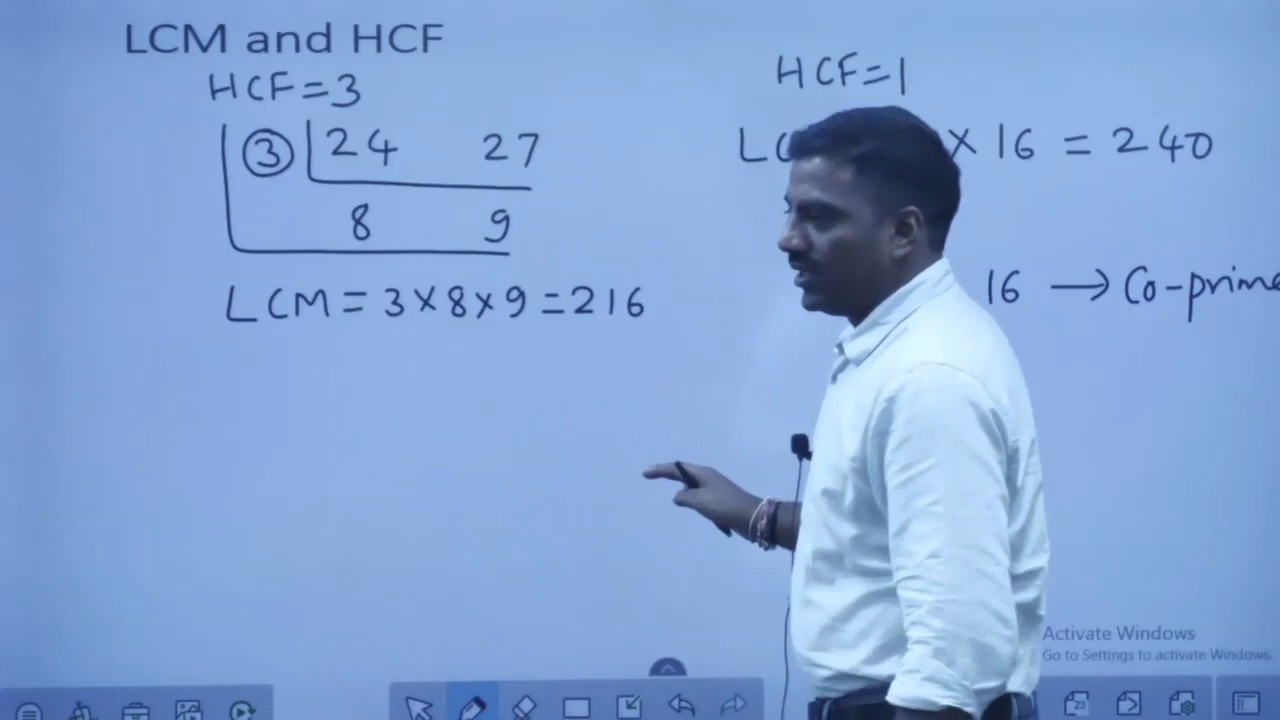 LCM and HCF
HCF=3
3 24 27
8 9
LCM = 3×8×9=216
HCF=1
× 16 = 240
16 → Co-prime
Activate Windows
Go to Settings to activate Windows.
23